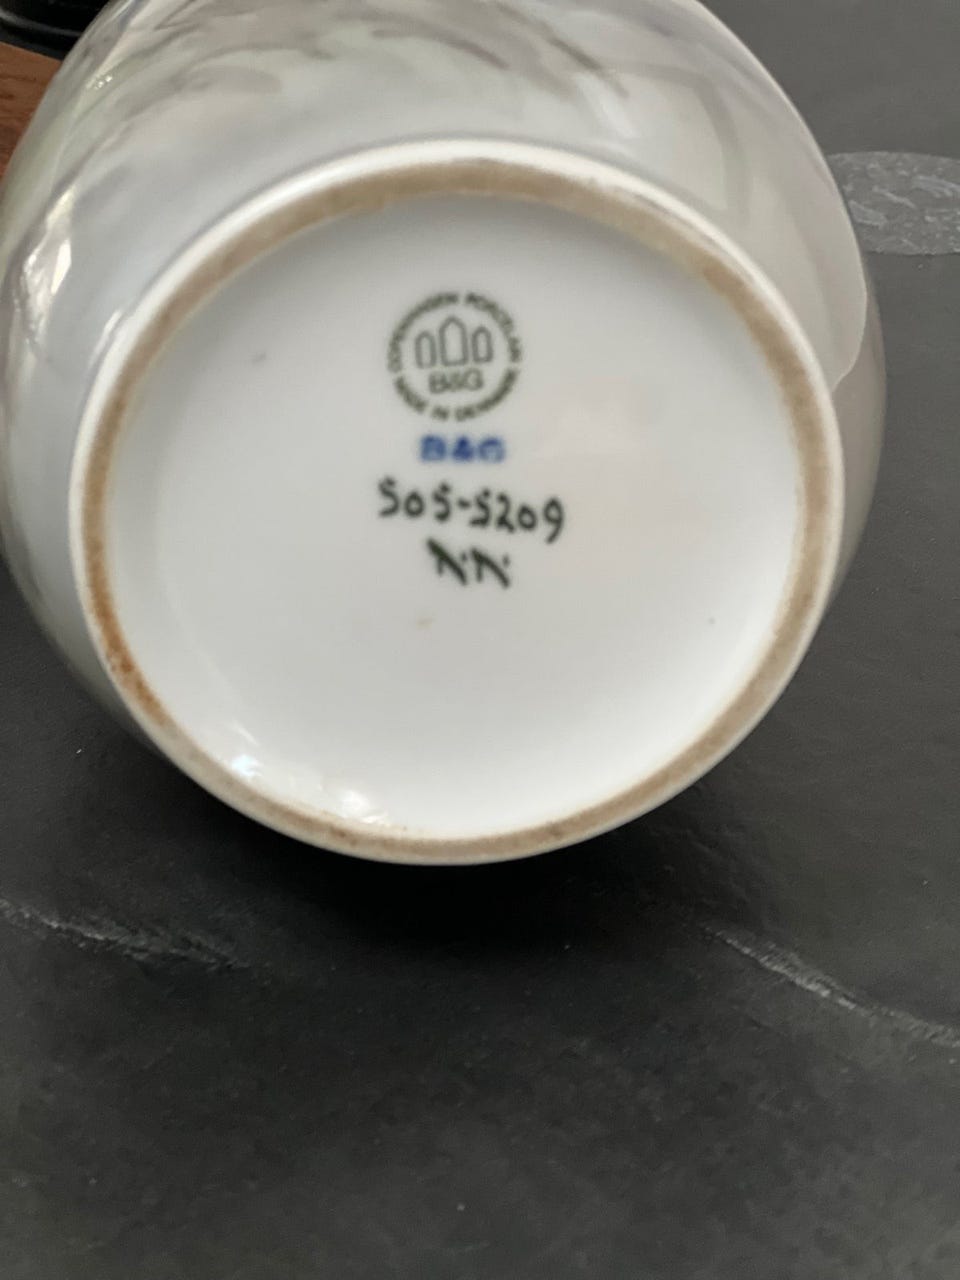 COPENHAGEN PORCELAIN
B&G
MADE IN DENMARK
B&G
505-5209